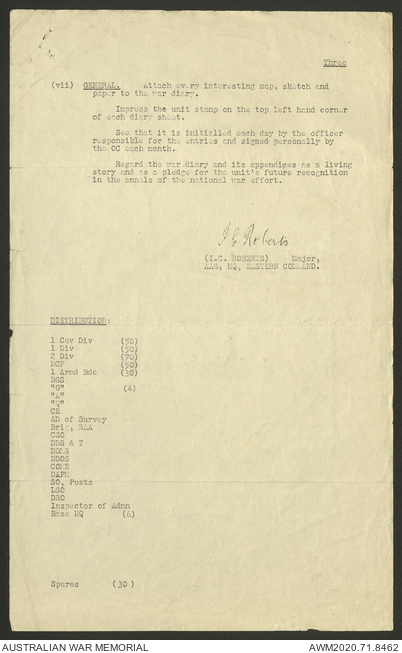 Three
(vii) GENERAL. Attach every interesting map, sketch and
paper to the war diary.
Impress the unit stamp on the top left hand corner
of each diary sheet.
See that it is initialled each day by the officer
responsible for the entries and signed personally by
the OC each month.
Regard the war diary and its appendices as a living
story and as a pledge for the unit's future recognition
in the annals of the national war effort.
I C Roberts
(I.C. ROBERTS) Major,
AAG, HQ, EASTERN COMMAND.
DISTRIBUTION:
1 Cav Div (50)
1 Div (50)
2 Div (70)
NCF (50)
1 Armd Bde (30)
BGS
"G" (4)
"A"
"Q"
CE
AD of Survey
Brig, RAA
CSO
DDS & T
DDMS
DDOS
COME
DAPM
SO, Posts
LSO
DRO
Inspector of Admn
Base HQ (6)
Spares (30)
AUSTRALIAN WAR MEMORIAL
AWM2020.71.8462